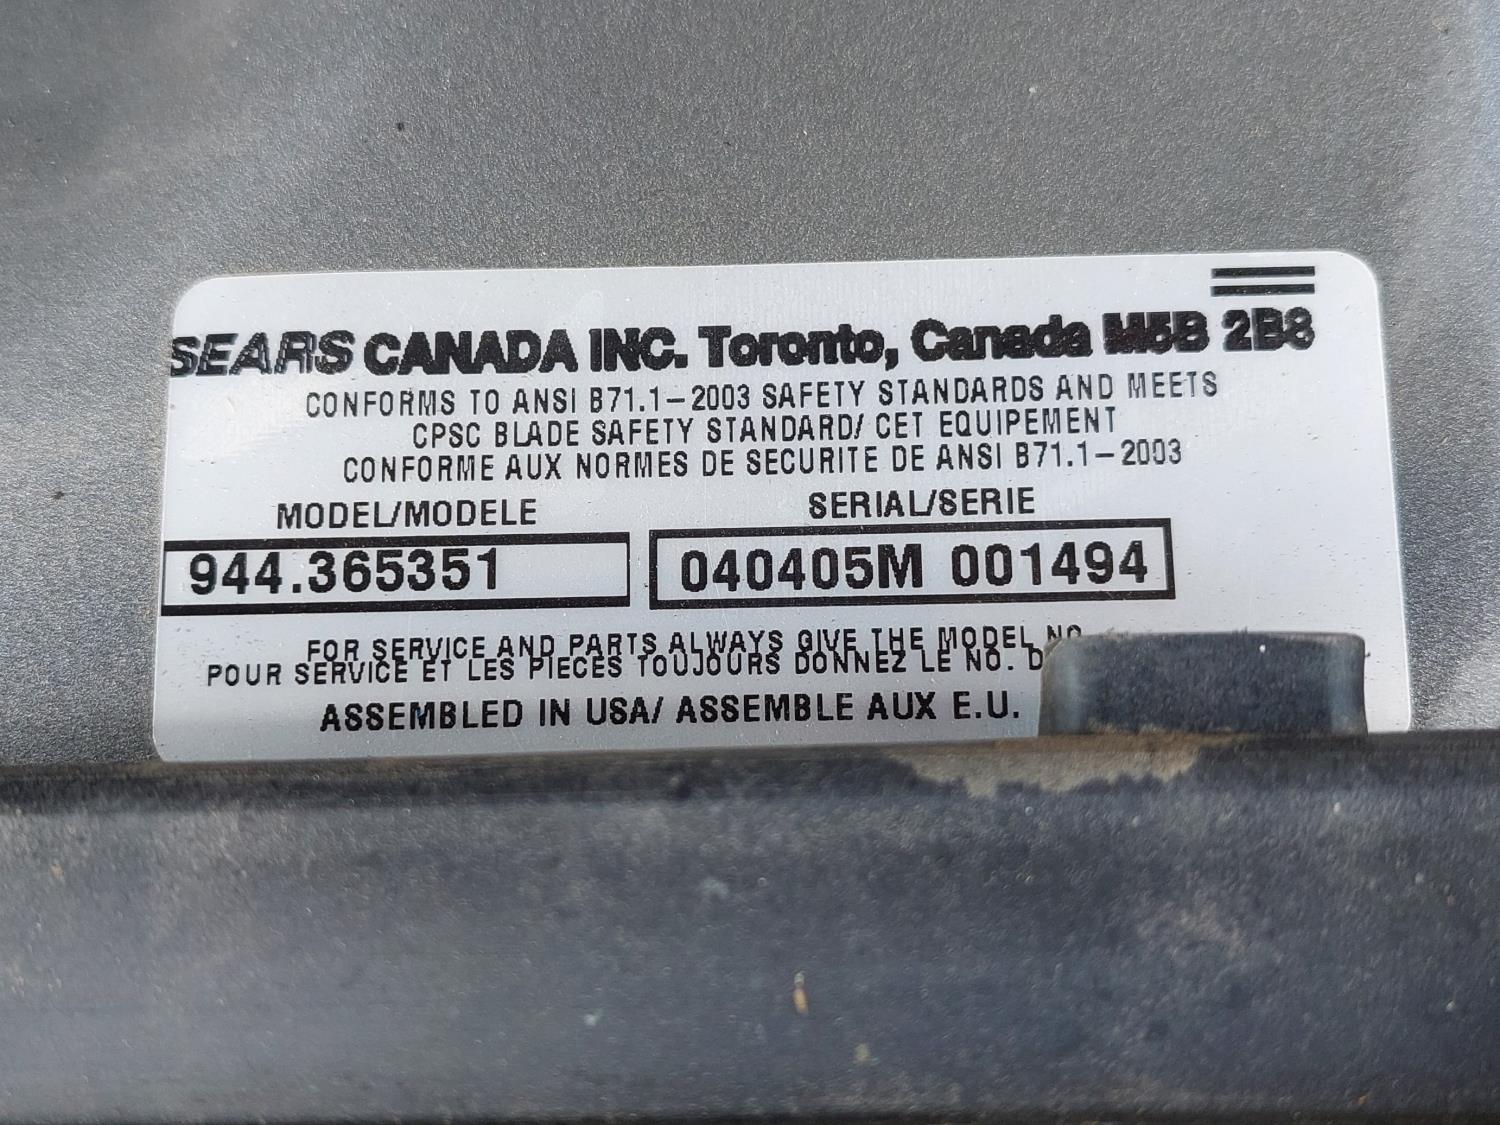 SEARS CANADA INC. Toronto, Canada M5B 2B8
CONFORMS TO ANSI B71.1-2003 SAFETY STANDARDS AND MEETS
CPSC BLADE SAFETY STANDARD/ CET EQUIPEMENT
CONFORME AUX NORMES DE SECURITE DE ANSI B71.1-2003
MODEL/MODELE SERIAL/SERIE
944.365351 040405M 001494
FOR SERVICE AND PARTS ALWAYS GIVE THE MODEL NO
POUR SERVICE ET LES PIECES TOUJOURS DONNEZ LE NO. D
ASSEMBLED IN USA/ ASSEMBLE AUX E.U.